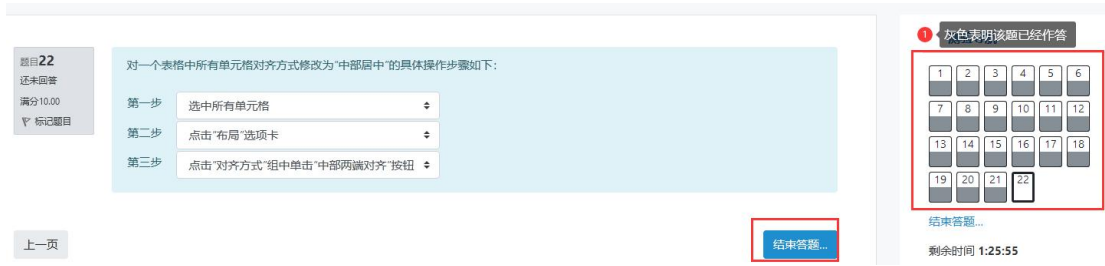 题目22
还未回答
满分10.00
标记题目
对一个表格中所有单元格对齐方式修改为“中部居中”的具体操作步骤如下：
第一步 选中所有单元格
第二步 点击“布局”选项卡
第三步 点击“对齐方式”组中单击“中部两端对齐”按钮
上一页
结束答题...
1 灰色表明该题已经作答
1 2 3 4 5 6
7 8 9 10 11 12
13 14 15 16 17 18
19 20 21 22
结束答题...
剩余时间 1:25:55